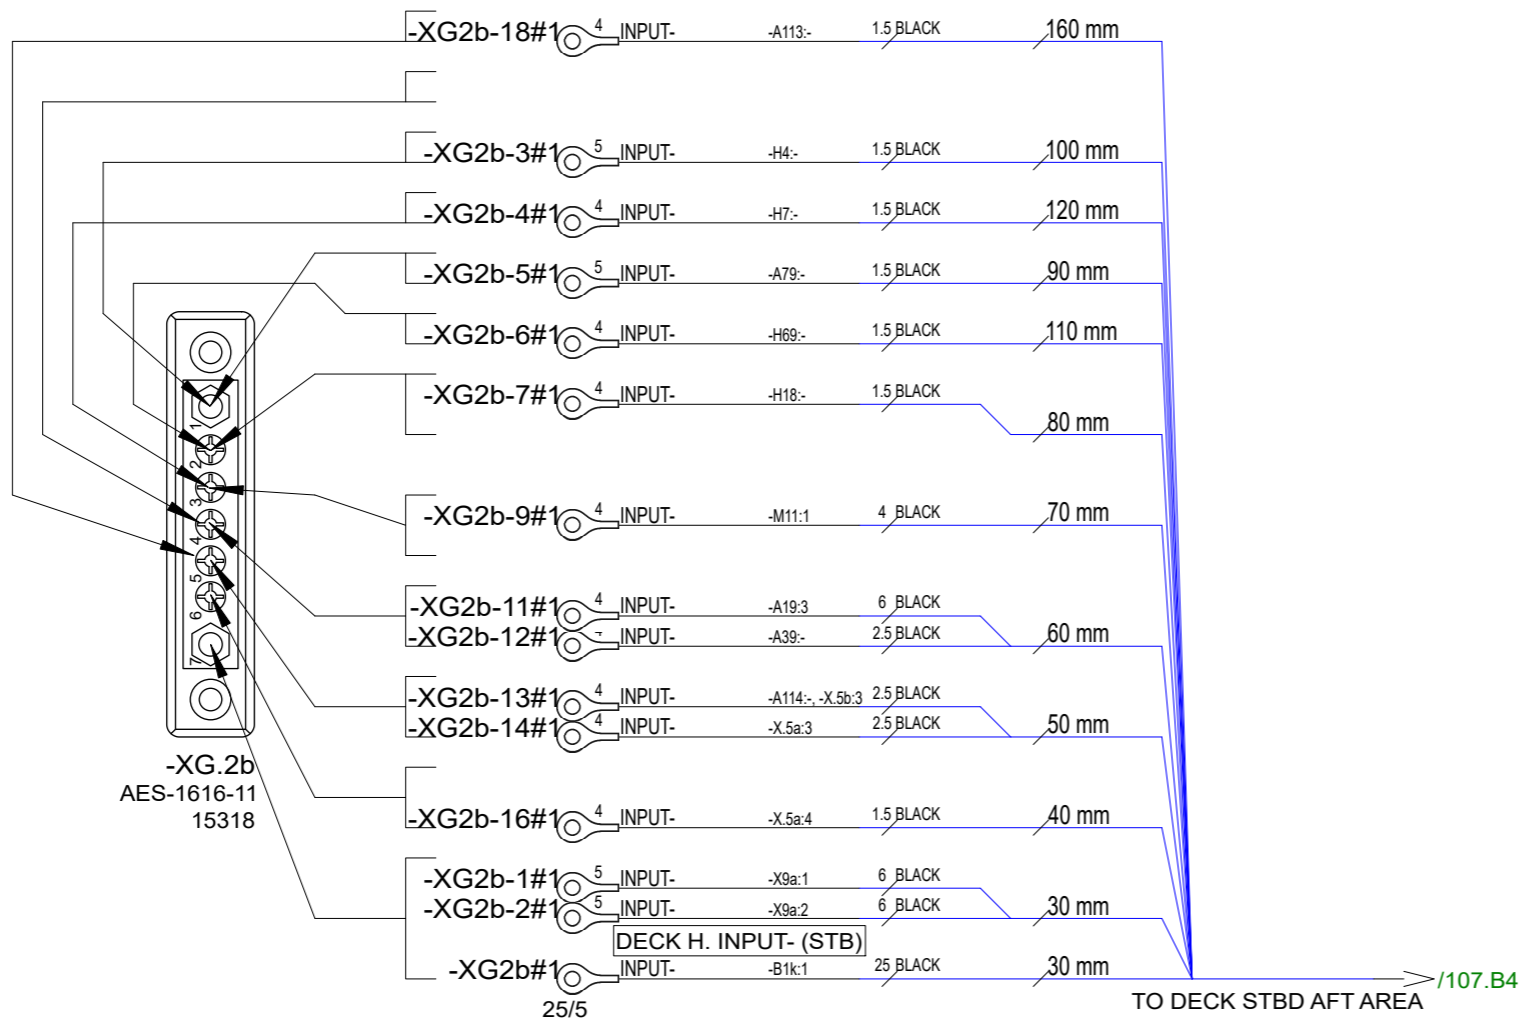 -XG2b-18#1 4 INPUT- -A113:- 1.5 BLACK 160 mm
-XG2b-3#1 5 INPUT- -H4:- 1.5 BLACK 100 mm
-XG2b-4#1 4 INPUT- -H7:- 1.5 BLACK 120 mm
-XG2b-5#1 5 INPUT- -A79:- 1.5 BLACK 90 mm
-XG2b-6#1 4 INPUT- -H69:- 1.5 BLACK 110 mm
-XG2b-7#1 4 INPUT- -H18:- 1.5 BLACK
80 mm
1
2
3
4
5
6
7
-XG2b-9#1 4 INPUT- -M11:1 4 BLACK 70 mm
-XG2b-11#1 4 INPUT- -A19:3 6 BLACK
-XG2b-12#1 INPUT- -A39:- 2.5 BLACK 60 mm
-XG2b-13#1 4 INPUT- -A114:-, -X.5b:3 2.5 BLACK
-XG2b-14#1 4 INPUT- -X.5a:3 2.5 BLACK 50 mm
-XG.2b
AES-1616-11
15318
-XG2b-16#1 4 INPUT- -X.5a:4 1.5 BLACK 40 mm
-XG2b-1#1 5 INPUT- -X9a:1 6 BLACK
-XG2b-2#1 5 INPUT- -X9a:2 6 BLACK 30 mm
DECK H. INPUT- (STB)
-XG2b#1 INPUT- -B1k:1 25 BLACK 30 mm
25/5
/107.B4
TO DECK STBD AFT AREA